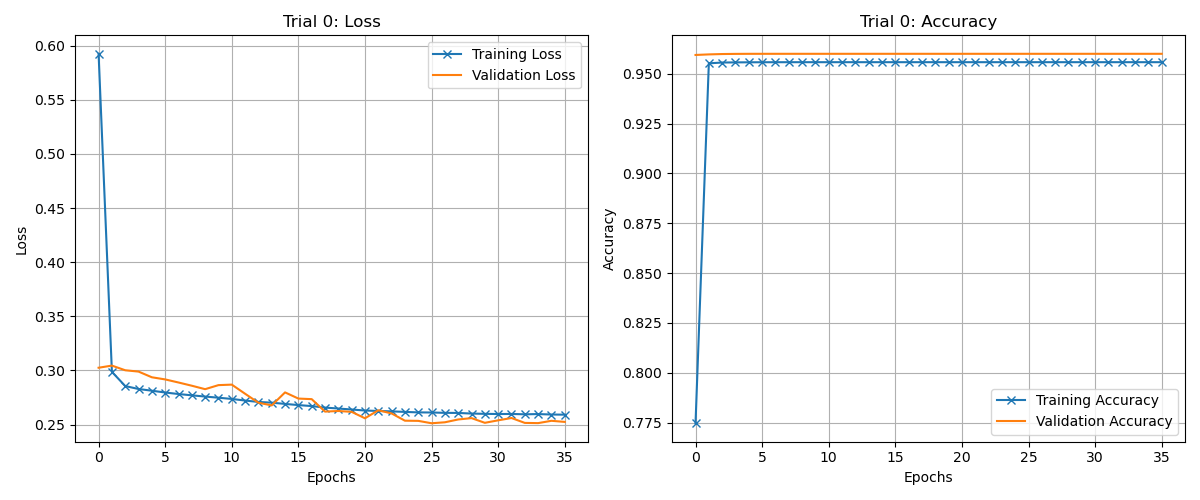 Trial 0: Loss
0.60
0.55
0.50
0.45
0.40
0.35
0.30
0.25
Loss
Training Loss
Validation Loss
0 5 10 15 20 25 30 35
Epochs
Trial 0: Accuracy
0.950
0.925
0.900
0.875
0.850
0.825
0.800
0.775
Accuracy
Training Accuracy
Validation Accuracy
0 5 10 15 20 25 30 35
Epochs